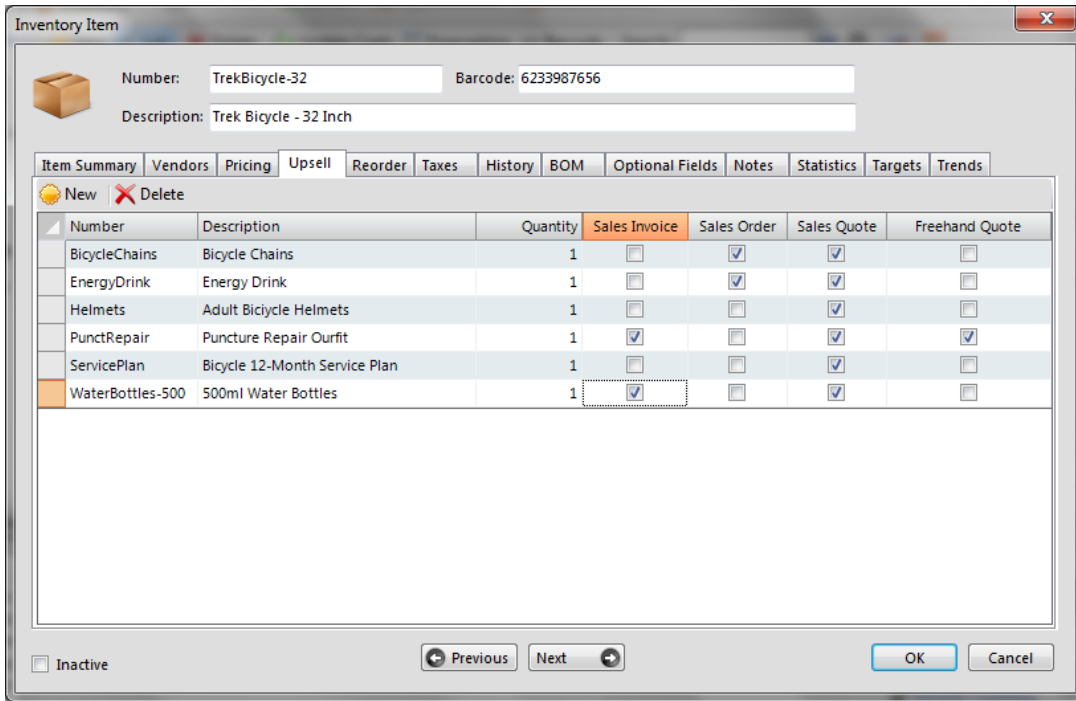 Inventory Item
Number: TrekBicycle-32 Barcode: 6233987656
Description: Trek Bicycle - 32 Inch
Item Summary Vendors Pricing Upsell Reorder Taxes History BOM Optional Fields Notes Statistics Targets Trends
New Delete
Number Description Quantity Sales Invoice Sales Order Sales Quote Freehand Quote
BicycleChains Bicycle Chains 1
EnergyDrink Energy Drink 1
Helmets Adult Biciycle Helmets 1
PunctRepair Puncture Repair Ourfit 1
ServicePlan Bicycle 12-Month Service Plan 1
WaterBottles-500 500ml Water Bottles 1
Inactive Previous Next OK Cancel